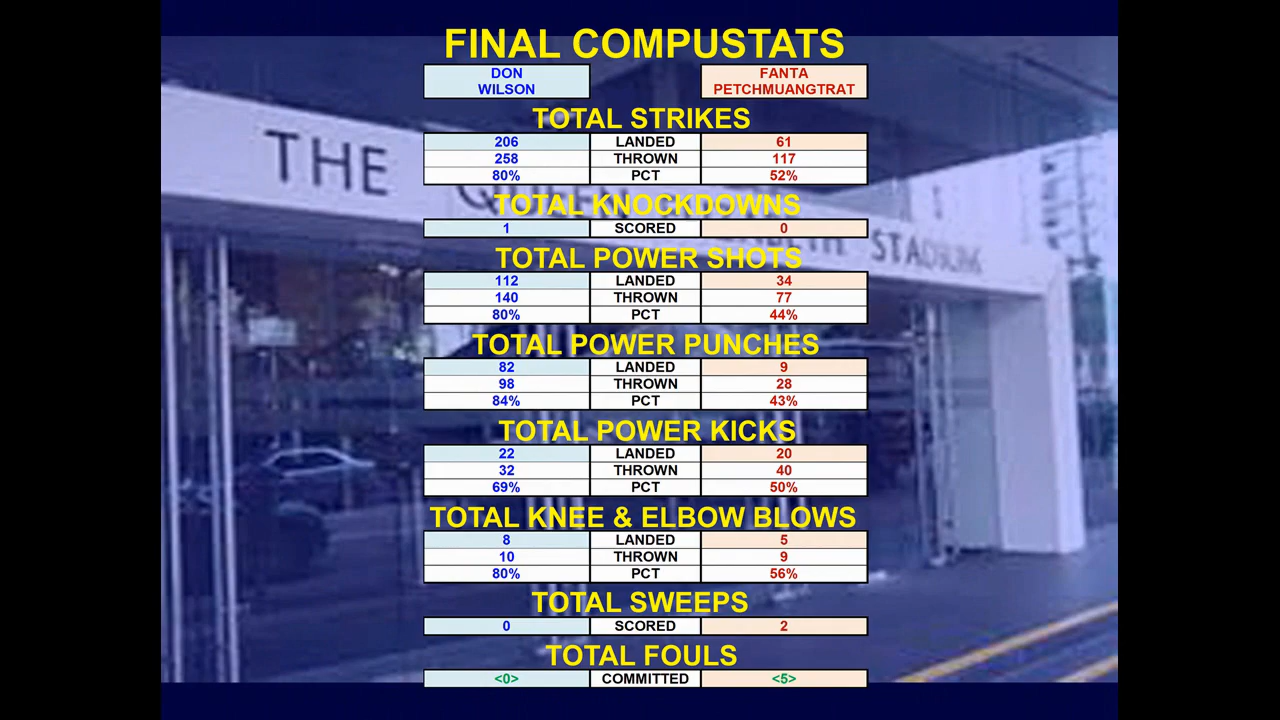 FINAL COMPUSTATS
DON WILSON FANTA PETCHMUANGTRAT
TOTAL STRIKES
206 LANDED 61
258 THROWN 117
80% PCT 52%
TOTAL KNOCKDOWNS
1 SCORED 0
TOTAL POWER SHOTS
112 LANDED 34
140 THROWN 77
80% PCT 44%
TOTAL POWER PUNCHES
82 LANDED 9
98 THROWN 28
84% PCT 43%
TOTAL POWER KICKS
22 LANDED 20
32 THROWN 40
69% PCT 50%
TOTAL KNEE & ELBOW BLOWS
8 LANDED 5
10 THROWN 9
80% PCT 56%
TOTAL SWEEPS
0 SCORED 2
TOTAL FOULS
<0> COMMITTED <5>
THE QUEEN STADIUM